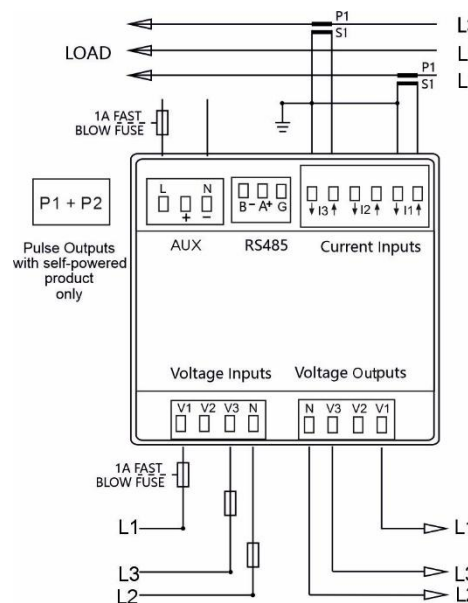 P1
L
S1
LOAD
L
P1
L
S1
1A FAST
BLOW FUSE
L N
+ −
B− A+ G
↓ I3 ↑ ↓ I2 ↑ ↓ I1 ↑
P1 + P2
AUX RS485 Current Inputs
Pulse Outputs
with self-powered
product
only
Voltage Inputs Voltage Outputs
V1 V2 V3 N N V3 V2 V1
1A FAST
BLOW FUSE
L1 L1
L3 L3
L2